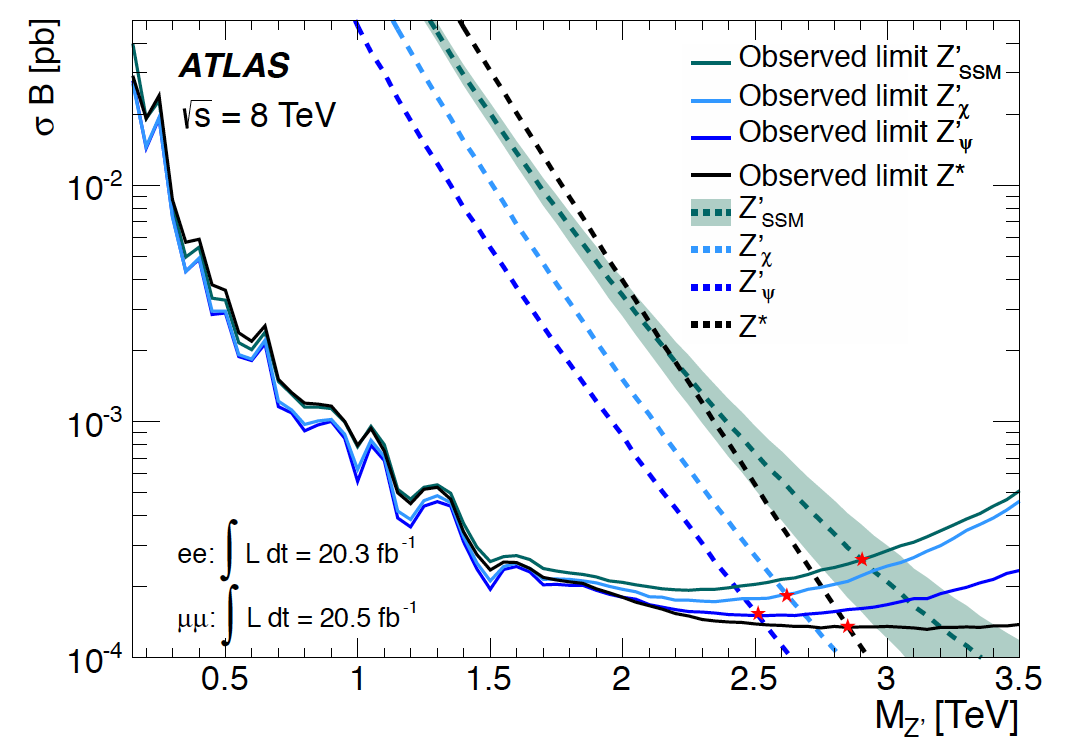 σ B [pb]
ATLAS
√s = 8 TeV
Observed limit Z’SSM
Observed limit Z’χ
Observed limit Z’ψ
Observed limit Z*
Z’SSM
Z’χ
Z’ψ
Z*
10-2
10-3
10-4
ee: ∫ L dt = 20.3 fb-1
μμ: ∫ L dt = 20.5 fb-1
0.5 1 1.5 2 2.5 3 3.5
MZ’ [TeV]